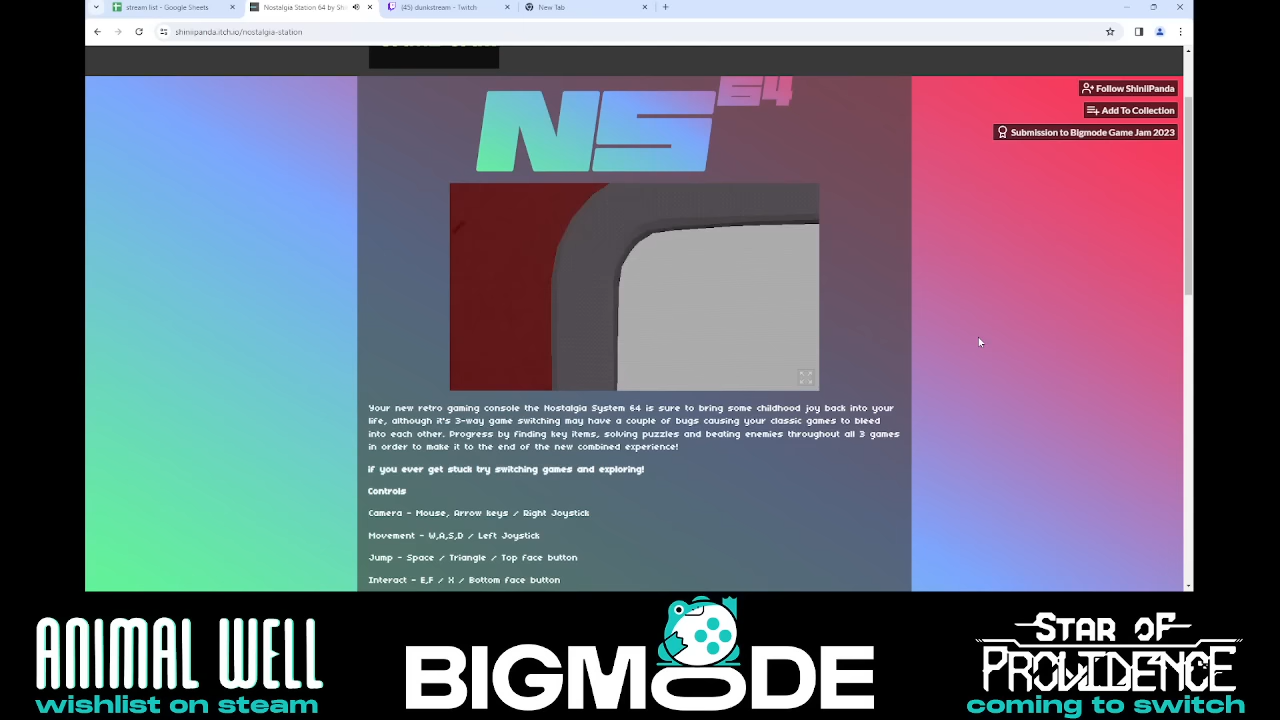 stream list - Google Sheets
Nostalgia Station 64 by Shi
(45) dunkstream - Twitch
New Tab
shiniipanda.itch.io/nostalgia-station
Follow ShiniiPanda
Add To Collection
Submission to Bigmode Game Jam 2023
NS 64
Your new retro gaming console the Nostalgia System 64 is sure to bring some childhood joy back into your
life, although it's 3-way game switching may have a couple of bugs causing your classic games to bleed
into each other. Progress by finding key items, solving puzzles and beating enemies throughout all 3 games
in order to make it to the end of the new combined experience!
if you ever get stuck try switching games and exploring!
Controls
Camera - Mouse, Arrow keys / Right Joystick
Movement - W,A,S,D / Left Joystick
Jump - Space / Triangle / Top face button
Interact - E,F / X / Bottom face button
ANIMAL WELL
wishlist on steam
BIGMODE
STAR OF
PROVIDENCE
coming to switch